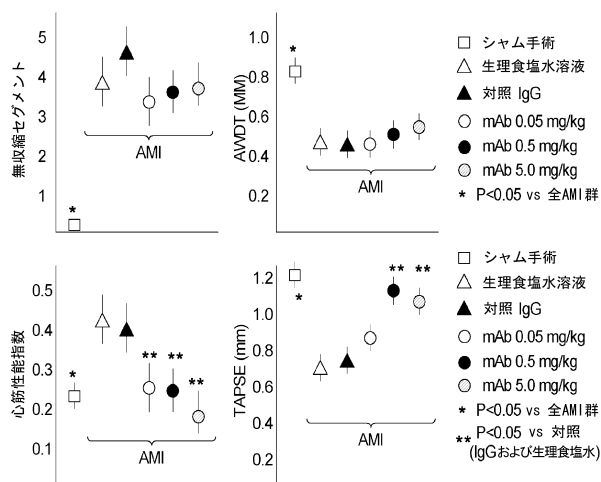 無収縮セグメント
5
4
3
2
1
*
AMI
AWDT (MM)
1.0
0.8
0.6
0.4
0.2
*
AMI
シャム手術
生理食塩水溶液
対照 IgG
mAb 0.05 mg/kg
mAb 0.5 mg/kg
mAb 5.0 mg/kg
* P<0.05 vs 全AMI群
心筋性能指数
0.5
0.4
0.3
0.2
0.1
*
**
**
**
AMI
TAPSE (mm)
1.2
1.0
0.8
0.6
0.4
0.2
*
**
**
AMI
シャム手術
生理食塩水溶液
対照 IgG
mAb 0.05 mg/kg
mAb 0.5 mg/kg
mAb 5.0 mg/kg
* P<0.05 vs 全AMI群
** P<0.05 vs 対照
(IgGおよび生理食塩水)